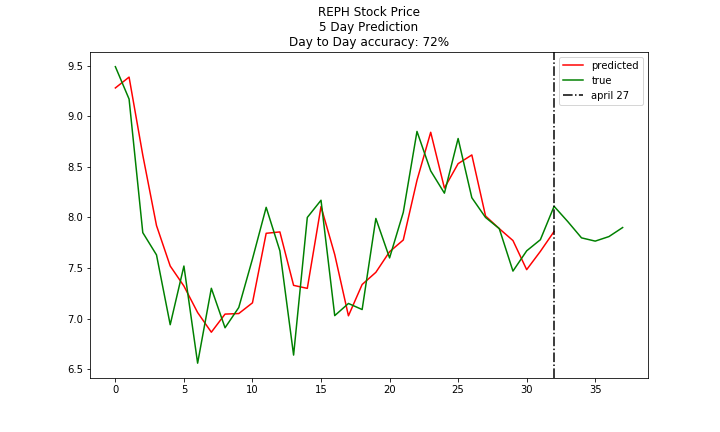 REPH Stock Price
5 Day Prediction
Day to Day accuracy: 72%
predicted
true
april 27
9.5
9.0
8.5
8.0
7.5
7.0
6.5
0 5 10 15 20 25 30 35